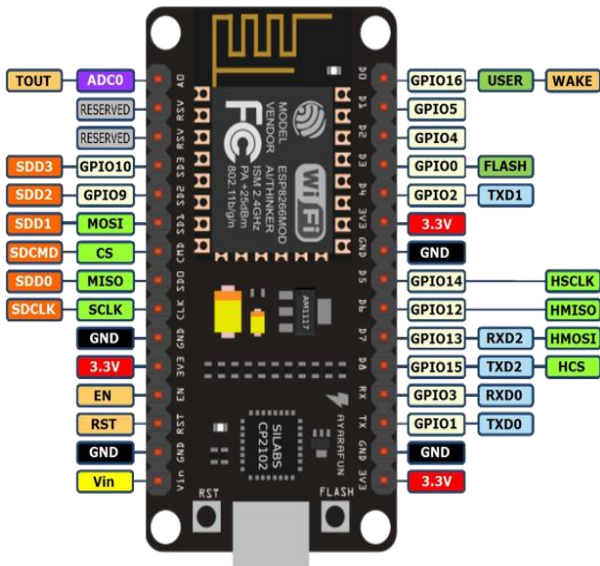 TOUT ADC0 A0 D0 GPIO16 USER WAKE
RESERVED RSV D1 GPIO5
RESERVED RSV D2 GPIO4
SDD3 GPIO10 SD3 D3 GPIO0 FLASH
SDD2 GPIO9 SD2 D4 GPIO2 TXD1
SDD1 MOSI SD1 3V3 3.3V
SDCMD CS CMD GND GND
SDD0 MISO SD0 D5 GPIO14 HSCLK
SDCLK SCLK CLK D6 GPIO12 HMISO
GND GND D7 GPIO13 RXD2 HMOSI
3.3V 3V3 D8 GPIO15 TXD2 HCS
EN EN RX GPIO3 RXD0
RST RST TX GPIO1 TXD0
GND GND GND GND
Vin Vin 3V3 3.3V
MODEL ESP8266MOD
VENDOR AI/THINKER
ISM 2.4GHz
PA +25dBm
802.11b/g/n
FC
Wi Fi
AM1117
SILABS
CP2102
AYARAFUN
RST FLASH